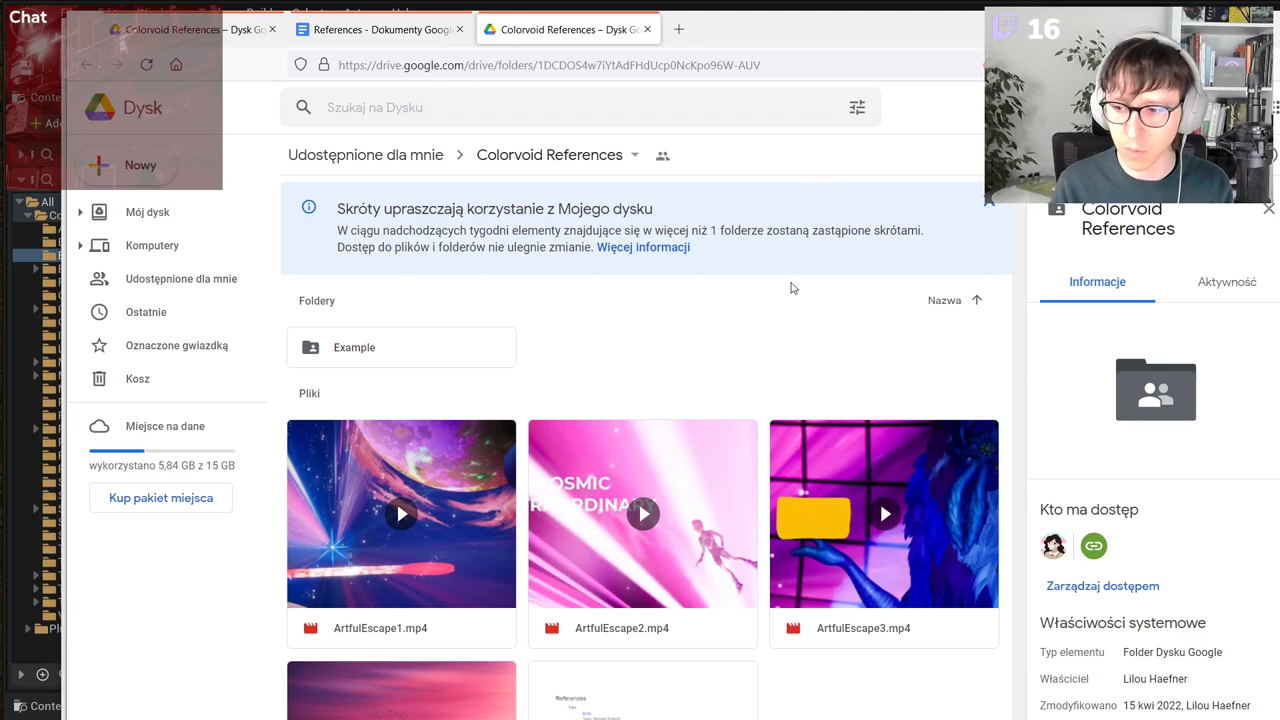 Chat
Colorvoid References – Dysk Go
References - Dokumenty Google
Colorvoid References – Dysk Go
https://drive.google.com/drive/folders/1DCDOS4w7iYtAdFHdUcp0NcKpo96W-AUV
16
Dysk
Szukaj na Dysku
Nowy
Udostępnione dla mnie
Colorvoid References
Skróty upraszczają korzystanie z Mojego dysku
W ciągu nadchodzących tygodni elementy znajdujące się w więcej niż 1 folderze zostaną zastąpione skrótami.
Dostęp do plików i folderów nie ulegnie zmianie. Więcej informacji
Mój dysk
Komputery
Udostępnione dla mnie
Ostatnie
Oznaczone gwiazdką
Kosz
Miejsce na dane
wykorzystano 5,84 GB z 15 GB
Kup pakiet miejsca
Foldery
Nazwa
Example
Pliki
COSMIC
ArtfulEscape1.mp4
ArtfulEscape2.mp4
ArtfulEscape3.mp4
References
Colorvoid
References
Informacje
Aktywność
Kto ma dostęp
Zarządzaj dostępem
Właściwości systemowe
Typ elementu
Folder Dysku Google
Właściciel
Lilou Haefner
Zmodyfikowano
15 kwi 2022, Lilou Haefner
All
Conte